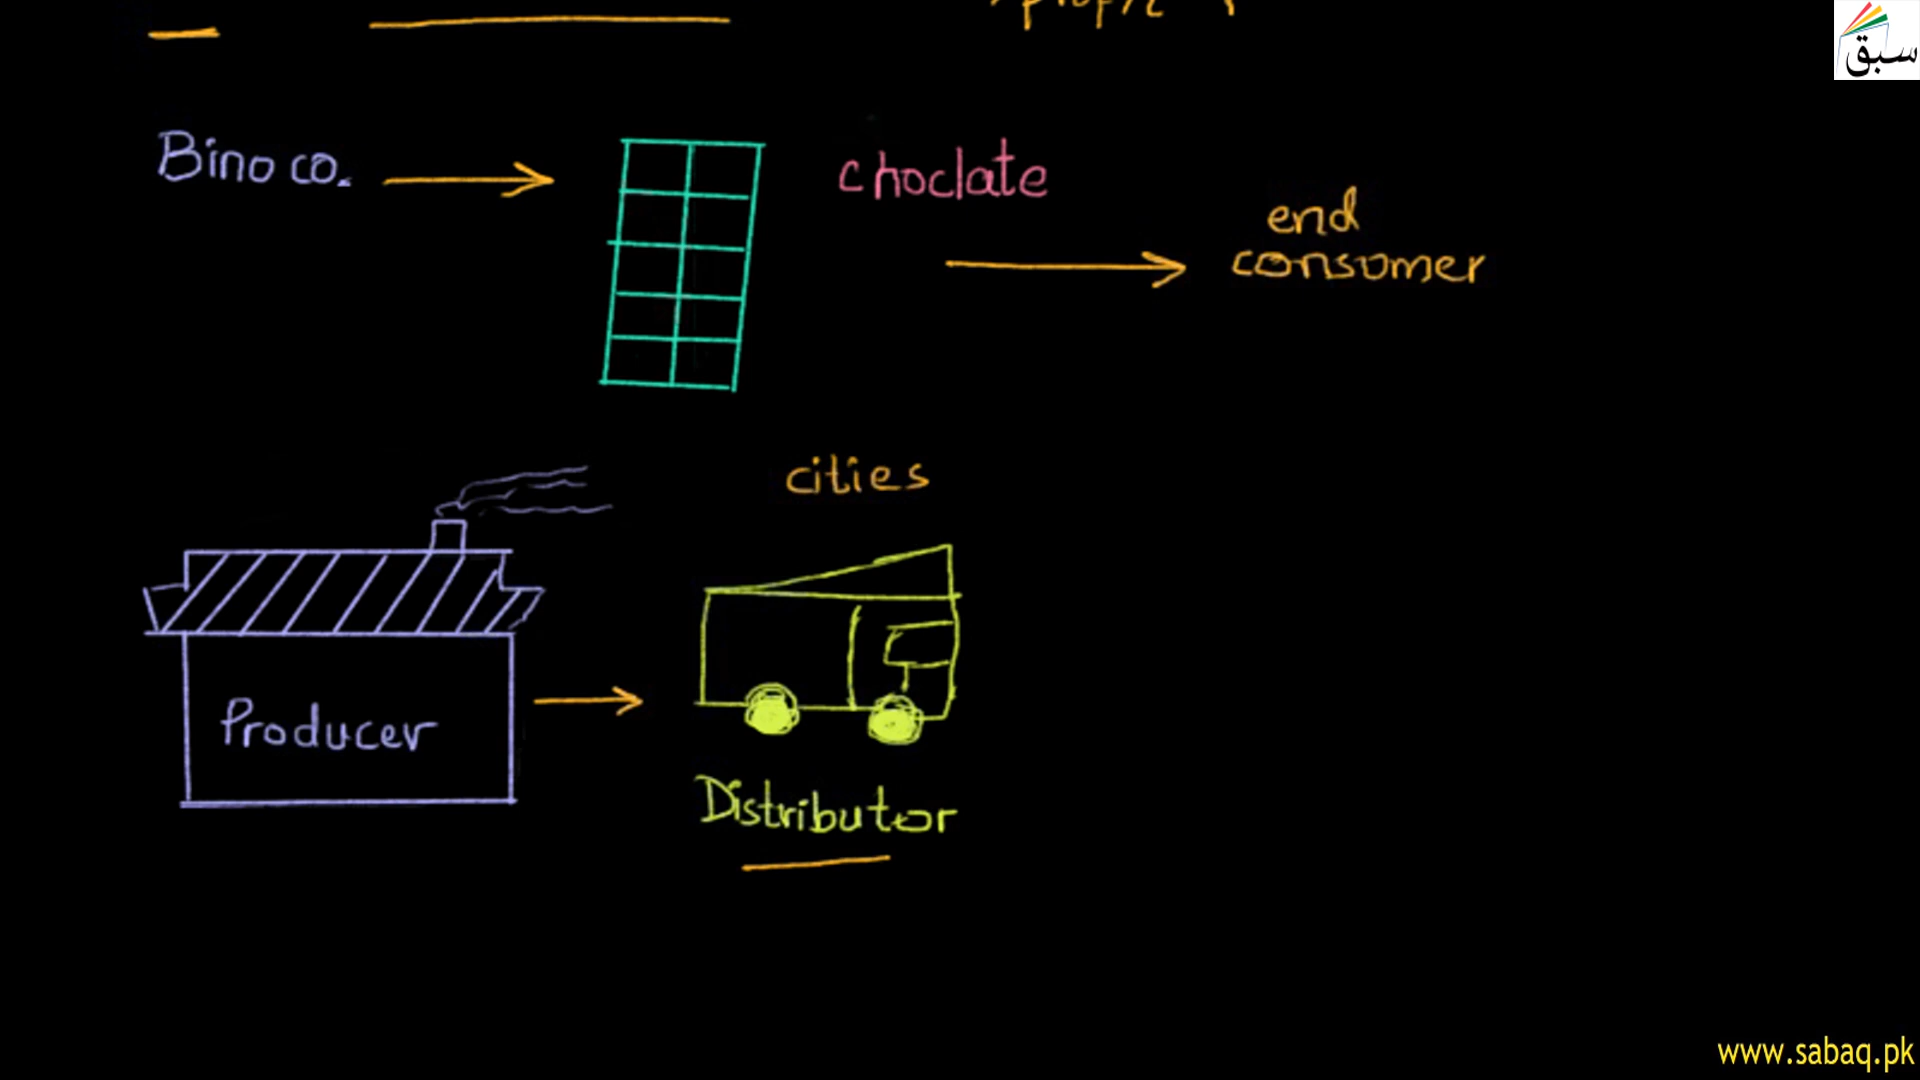 سبق
Bino co.
choclate
end
consumer
cities
Producer
Distributor
www.sabaq.pk